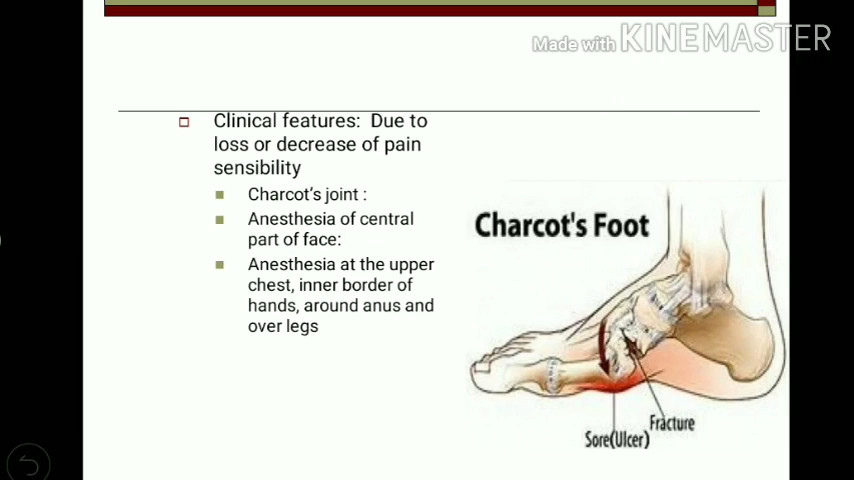 Made with KINEMASTER
Clinical features: Due to
loss or decrease of pain
sensibility
Charcot's joint :
Anesthesia of central
part of face:
Anesthesia at the upper
chest, inner border of
hands, around anus and
over legs
Charcot's Foot
Fracture
Sore(Ulcer)